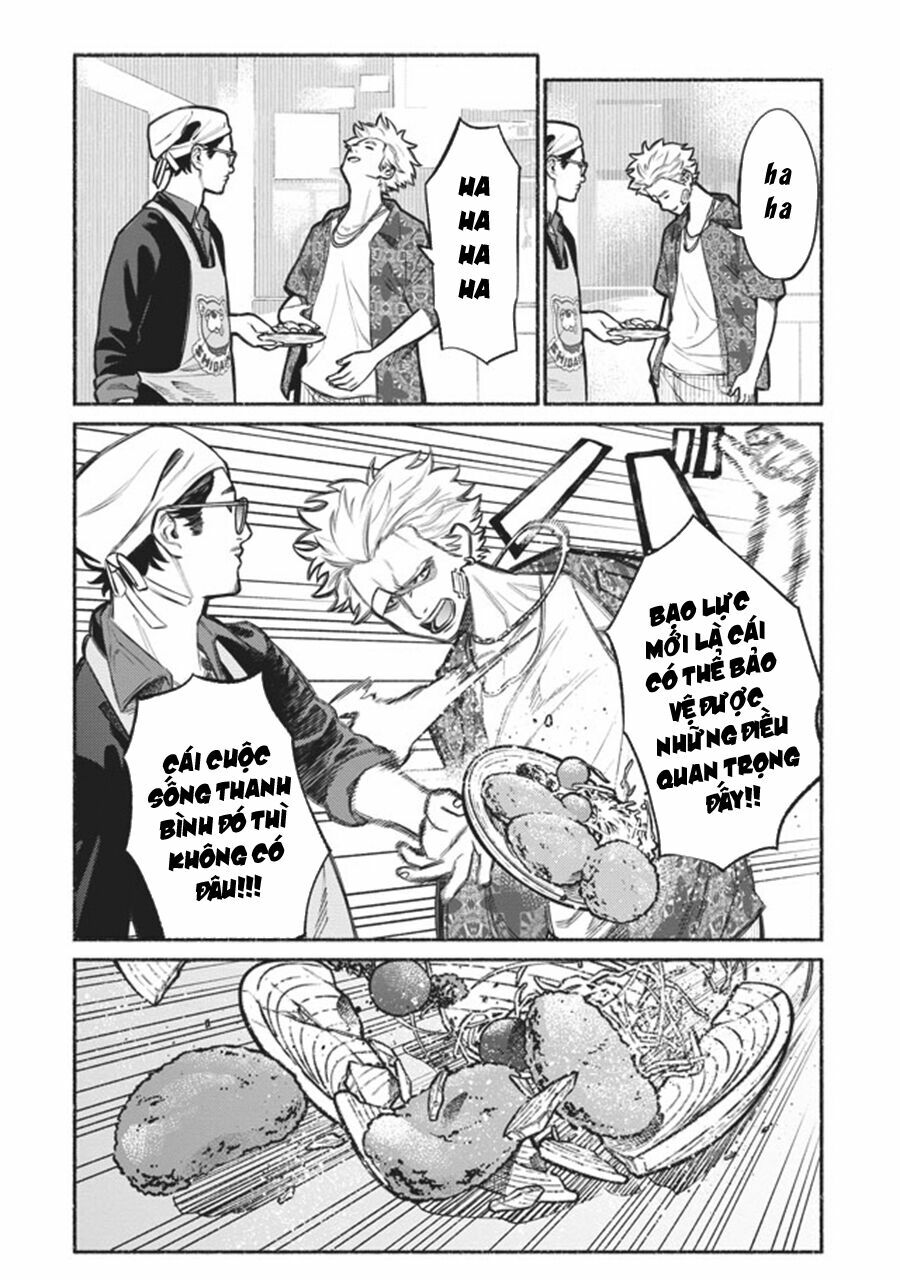 ha
ha
HA
HA
HA
HA
SHIBA
BẠO LỰC
MỚI LÀ CÁI
CÓ THỂ BẢO
VỆ ĐƯỢC
NHỮNG ĐIỀU
QUAN TRỌNG
ĐẤY!!
CÁI CUỘC
SỐNG THANH
BÌNH ĐÓ THÌ
KHÔNG CÓ
ĐÂU!!!